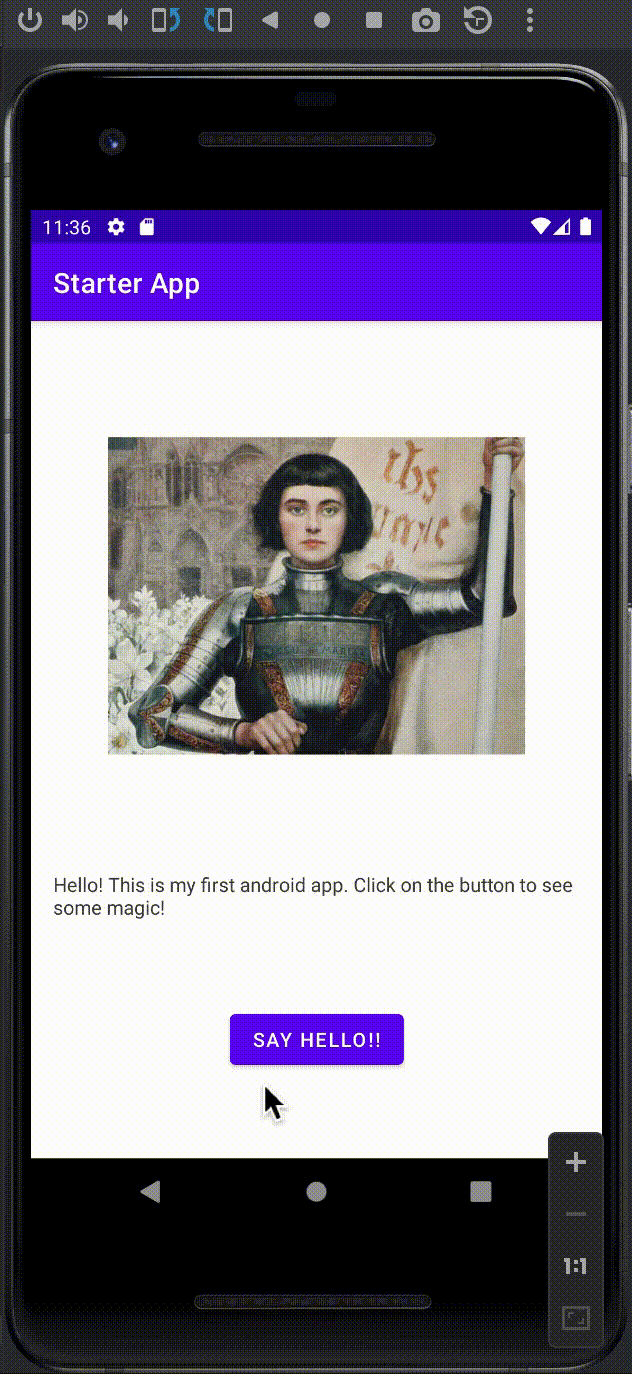 11:36
Starter App
ihs
Hello! This is my first android app. Click on the button to see
some magic!
SAY HELLO!!
1:1